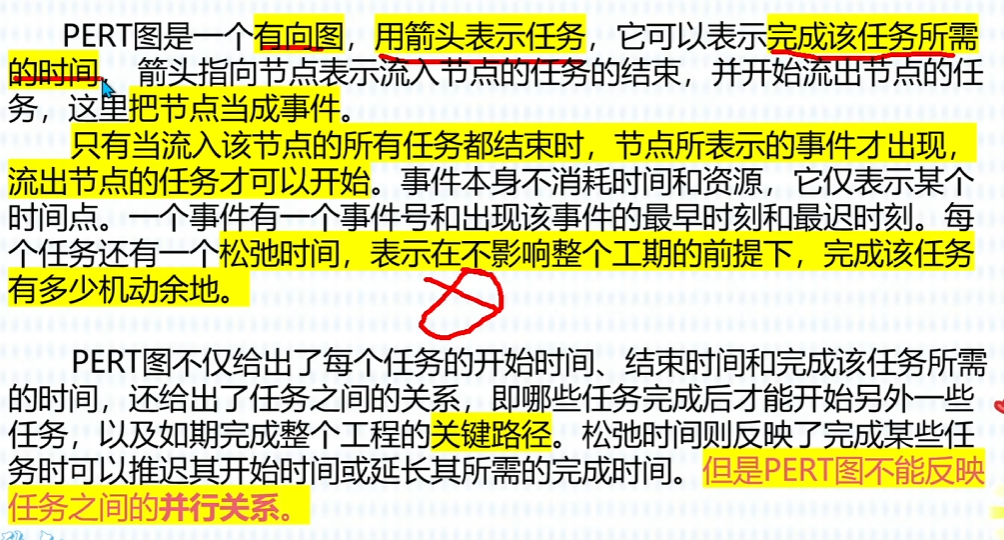 PERT图是一个有向图，用箭头表示任务，它可以表示完成该任务所需
的时间。箭头指向节点表示流入节点的任务的结束，并开始流出节点的任
务，这里把节点当成事件。
只有当流入该节点的所有任务都结束时，节点所表示的事件才出现，
流出节点的任务才可以开始。事件本身不消耗时间和资源，它仅表示某个
时间点。一个事件有一个事件号和出现该事件的最早时刻和最迟时刻。每
个任务还有一个松弛时间，表示在不影响整个工期的前提下，完成该任务
有多少机动余地。
PERT图不仅给出了每个任务的开始时间、结束时间和完成该任务所需
的时间，还给出了任务之间的关系，即哪些任务完成后才能开始另外一些
任务，以及如期完成整个工程的关键路径。松弛时间则反映了完成某些任
务时可以推迟其开始时间或延长其所需的完成时间。但是PERT图不能反映
任务之间的并行关系。